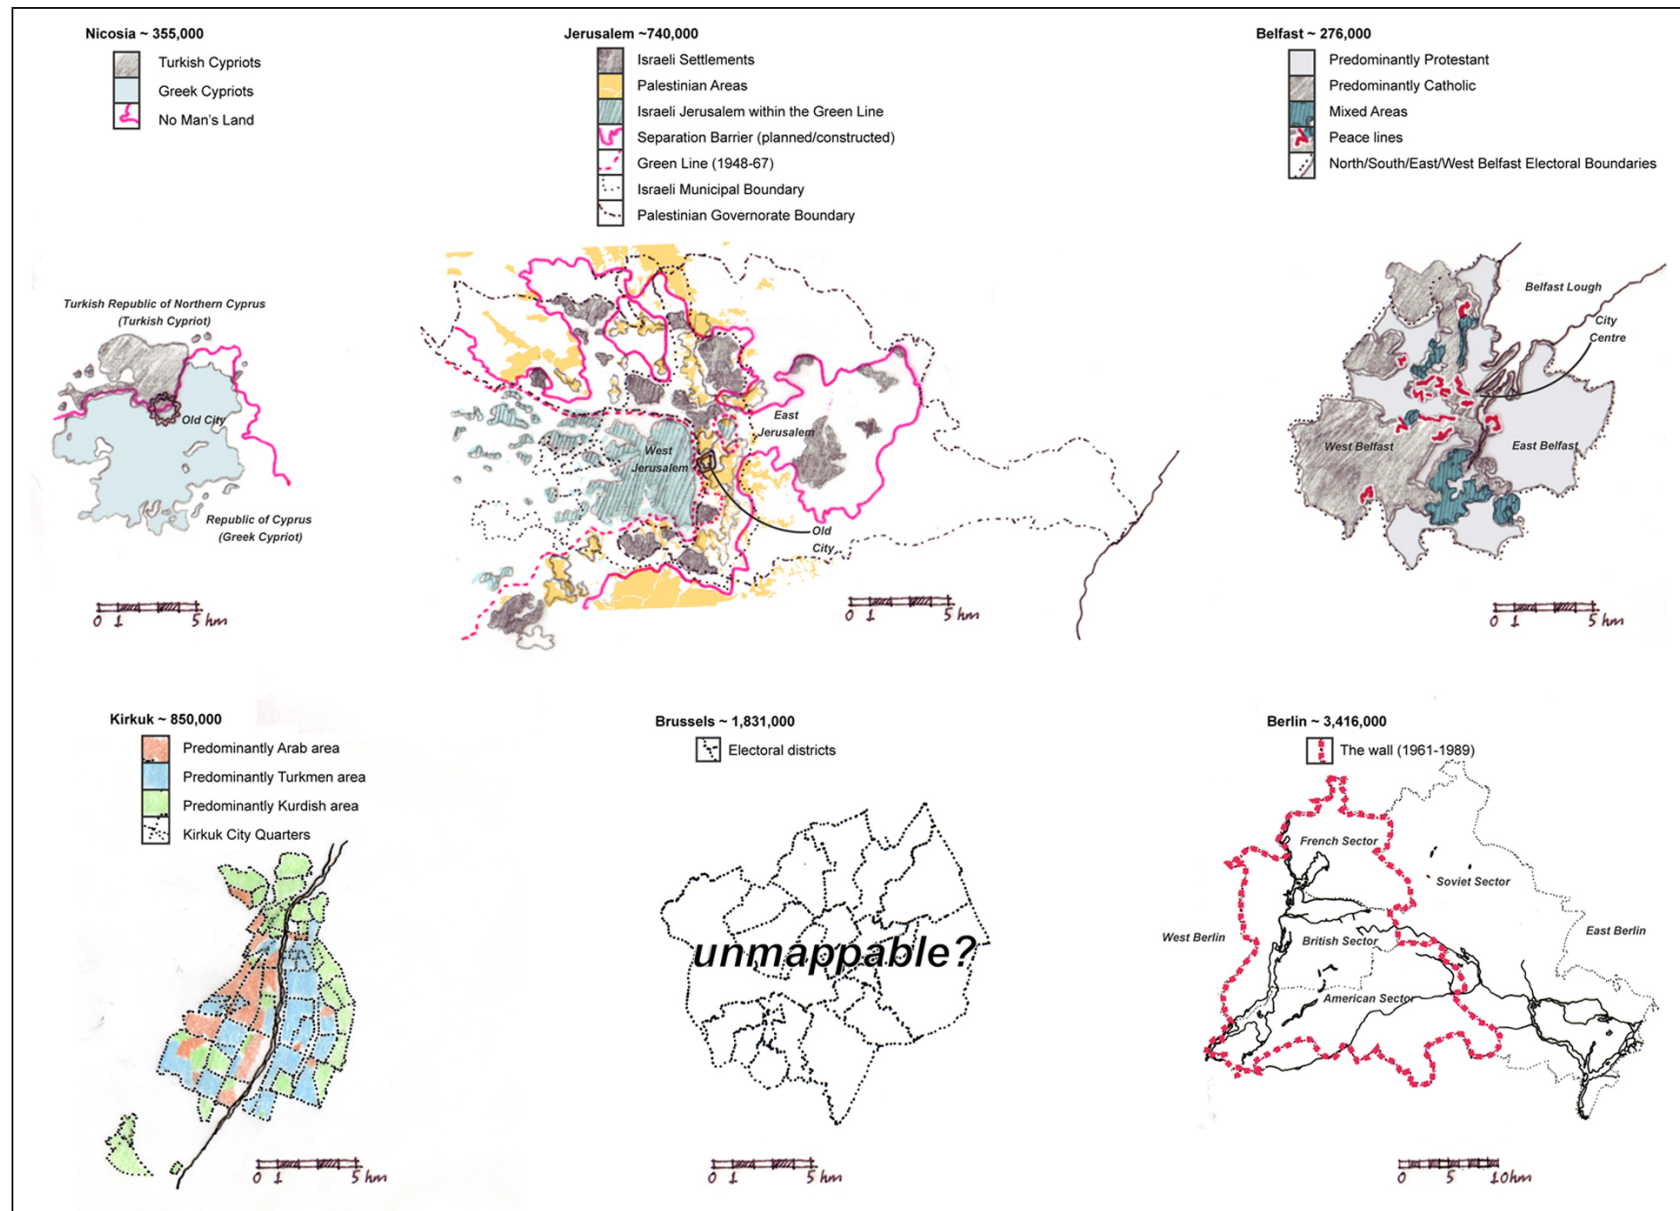 Nicosia ~ 355,000
Turkish Cypriots
Greek Cypriots
No Man's Land
Turkish Republic of Northern Cyprus
(Turkish Cypriot)
Old City
Republic of Cyprus
(Greek Cypriot)
0 1 5 km
Jerusalem ~740,000
Israeli Settlements
Palestinian Areas
Israeli Jerusalem within the Green Line
Separation Barrier (planned/constructed)
Green Line (1948-67)
Israeli Municipal Boundary
Palestinian Governorate Boundary
East
Jerusalem
West
Jerusalem
Old
City
0 1 5 km
Belfast ~ 276,000
Predominantly Protestant
Predominantly Catholic
Mixed Areas
Peace lines
North/South/East/West Belfast Electoral Boundaries
Belfast Lough
City
Centre
West Belfast
East Belfast
0 1 5 km
Kirkuk ~ 850,000
Predominantly Arab area
Predominantly Turkmen area
Predominantly Kurdish area
Kirkuk City Quarters
0 1 5 km
Brussels ~ 1,831,000
Electoral districts
unmappable?
0 1 5 km
Berlin ~ 3,416,000
The wall (1961-1989)
French Sector
Soviet Sector
West Berlin
British Sector
East Berlin
American Sector
0 5 10 km